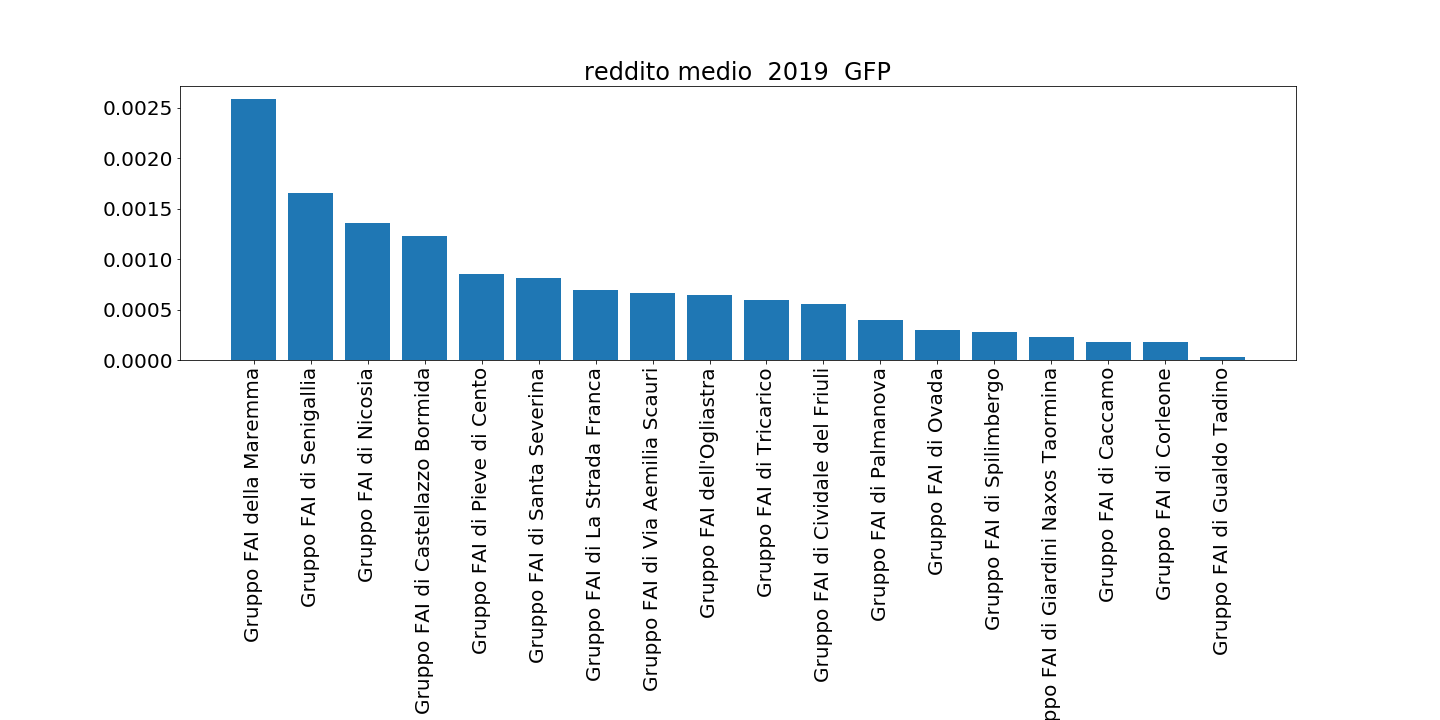 reddito medio  2019  GFP
0.0025
0.0020
0.0015
0.0010
0.0005
0.0000
Gruppo FAI della Maremma
Gruppo FAI di Senigallia
Gruppo FAI di Nicosia
Gruppo FAI di Castellazzo Bormida
Gruppo FAI di Pieve di Cento
Gruppo FAI di Santa Severina
Gruppo FAI di La Strada Franca
Gruppo FAI di Via Aemilia Scauri
Gruppo FAI dell'Ogliastra
Gruppo FAI di Tricarico
Gruppo FAI di Cividale del Friuli
Gruppo FAI di Palmanova
Gruppo FAI di Ovada
Gruppo FAI di Spilimbergo
ppo FAI di Giardini Naxos Taormina
Gruppo FAI di Caccamo
Gruppo FAI di Corleone
Gruppo FAI di Gualdo Tadino